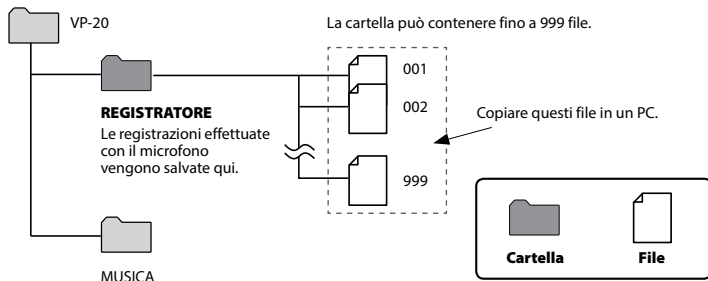 VP-20
La cartella può contenere fino a 999 file.
001
002
REGISTRATORE
Le registrazioni effettuate
con il microfono
vengono salvate qui.
Copiare questi file in un PC.
999
Cartella
File
MUSICA